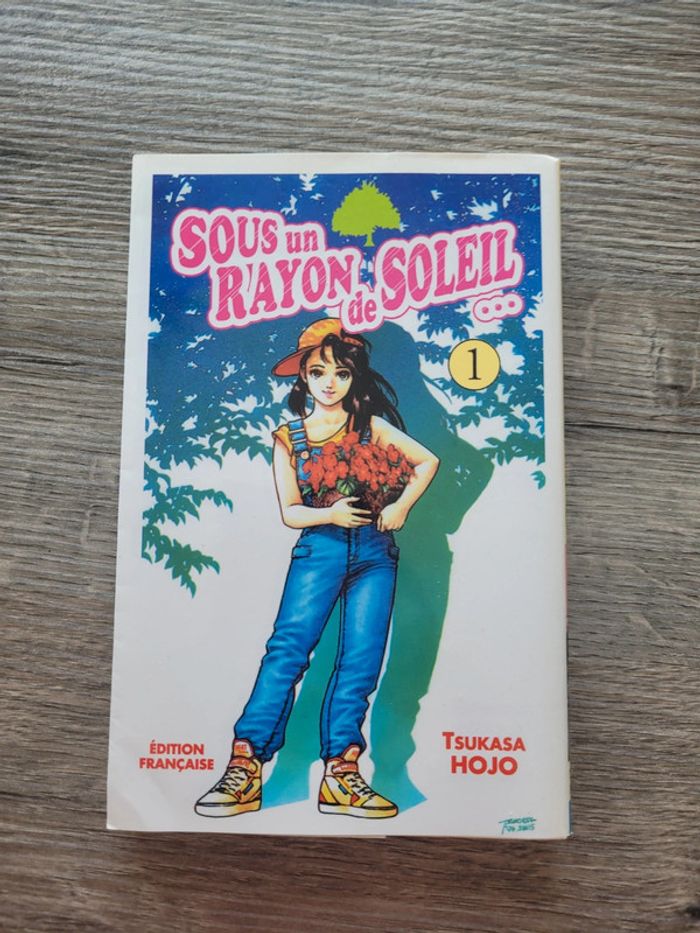 SOUS un
RAYON de SOLEIL...
1
ÉDITION
FRANÇAISE
TSUKASA
HOJO